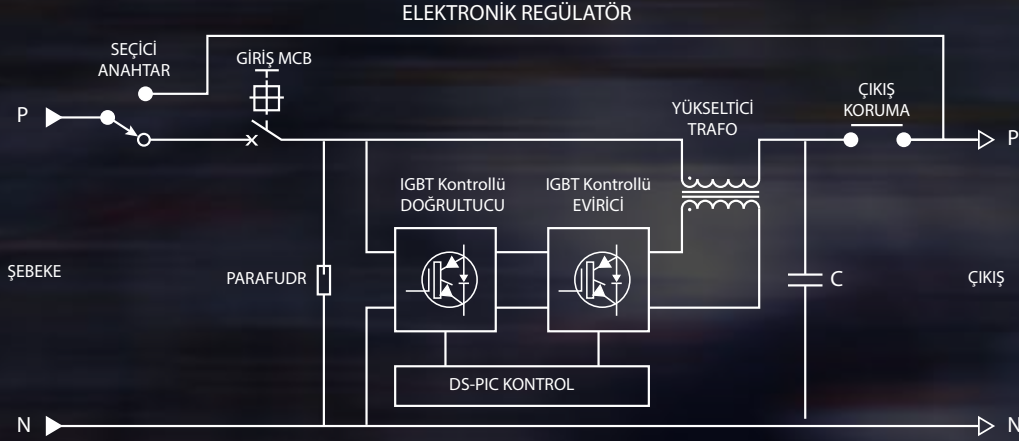 ELEKTRONİK REGÜLATÖR
SEÇİCİ
ANAHTAR
GİRİŞ MCB
ÇIKIŞ
KORUMA
YÜKSELTİCİ
TRAFO
P
P
IGBT Kontrollü
DOĞRULTUCU
IGBT Kontrollü
EVİRİCİ
ŞEBEKE
PARAFUDR
C
ÇIKIŞ
DS-PIC KONTROL
N
N